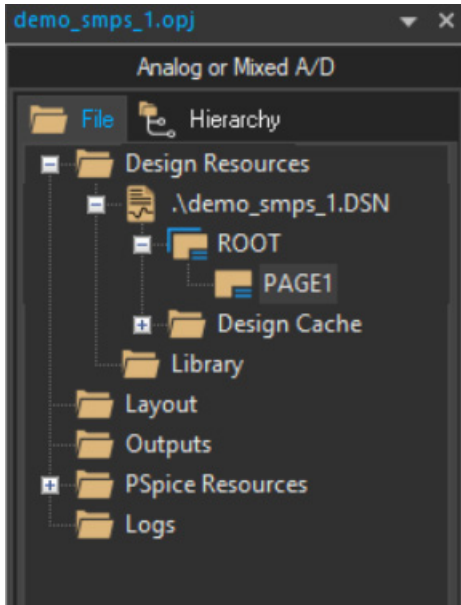 demo_smps_1.opj
Analog or Mixed A/D
File Hierarchy
Design Resources
.\demo_smps_1.DSN
ROOT
PAGE1
Design Cache
Library
Layout
Outputs
PSpice Resources
Logs